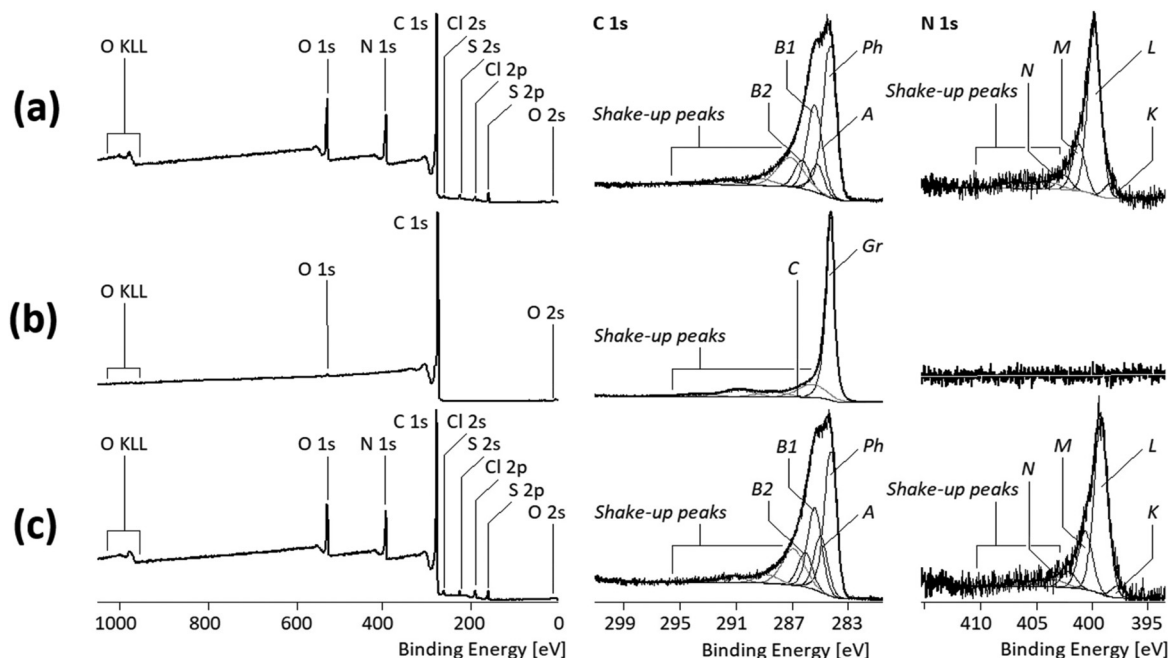 (a)
O KLL
O 1s
N 1s
C 1s
Cl 2s
S 2s
Cl 2p
S 2p
O 2s
C 1s
B1
Ph
B2
Shake-up peaks
A
N 1s
M
L
N
Shake-up peaks
K
(b)
O KLL
O 1s
C 1s
O 2s
C
Gr
Shake-up peaks
(c)
O KLL
O 1s
N 1s
C 1s
Cl 2s
S 2s
Cl 2p
S 2p
O 2s
B1
Ph
B2
Shake-up peaks
A
M
L
N
Shake-up peaks
K
1000 800 600 400 200 0
Binding Energy [eV]
299 295 291 287 283
Binding Energy [eV]
410 405 400 395
Binding Energy [eV]